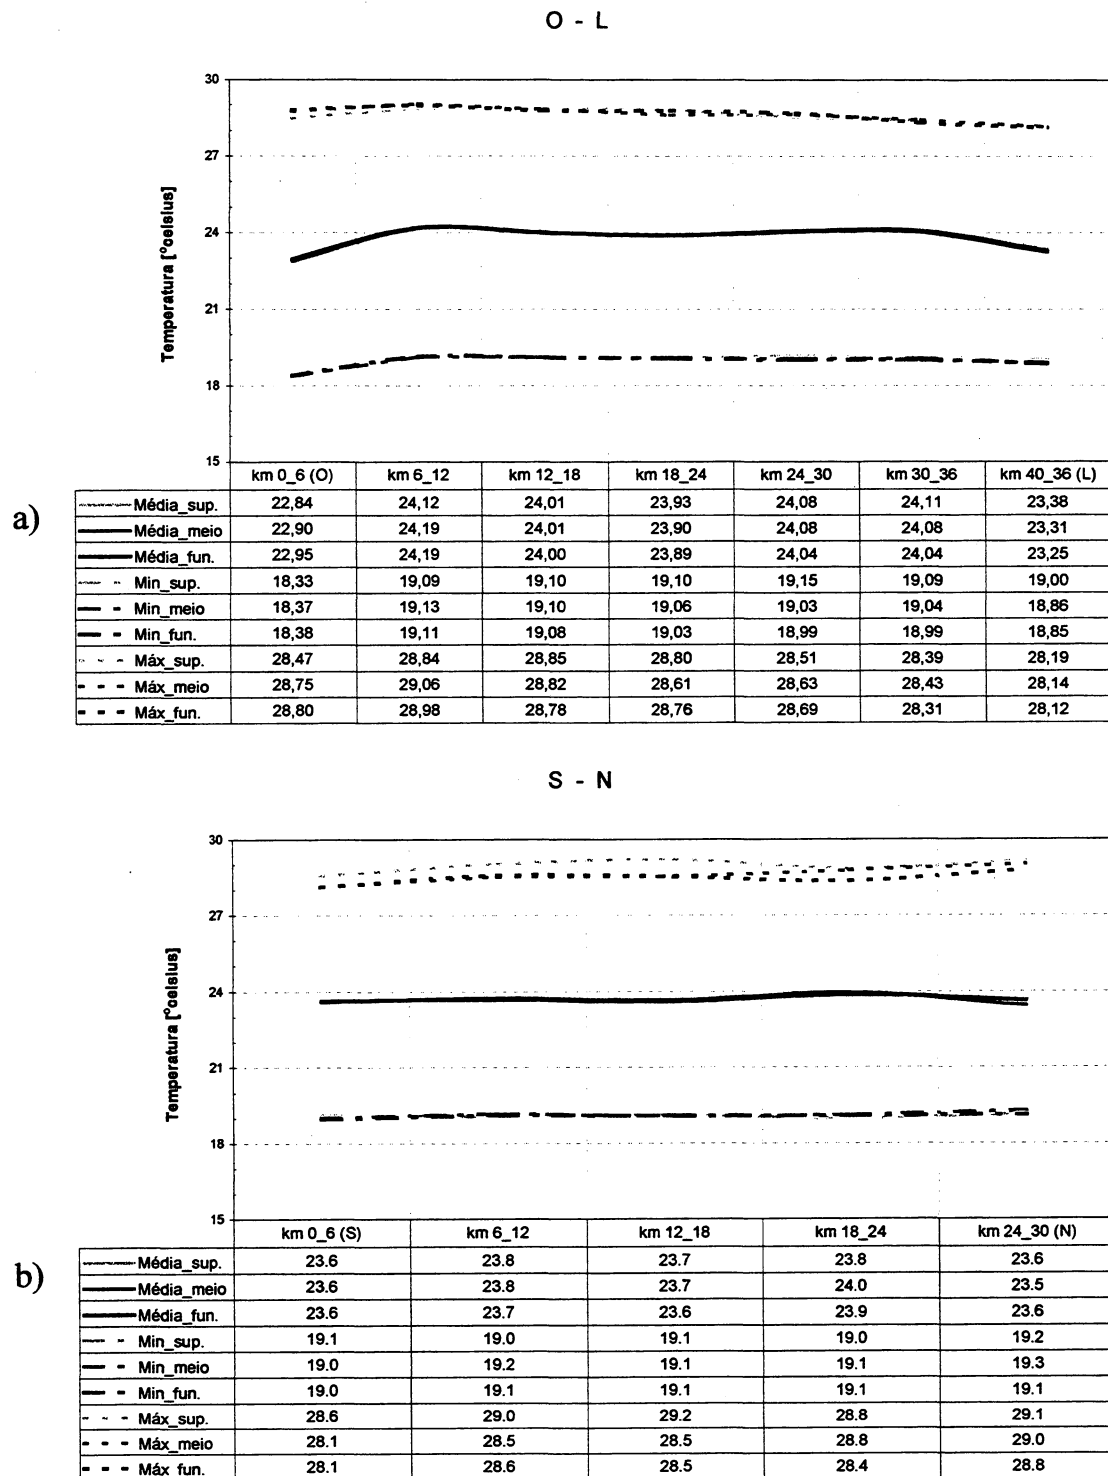 O - L
30
27
24
21
18
15
Temperatura [°celsius]
km 0_6 (O) km 6_12 km 12_18 km 18_24 km 24_30 km 30_36 km 40_36 (L)
a)
Média_sup. 22,84 24,12 24,01 23,93 24,08 24,11 23,38
Média_meio 22,90 24,19 24,01 23,90 24,08 24,08 23,31
Média_fun. 22,95 24,19 24,00 23,89 24,04 24,04 23,25
Min_sup. 18,33 19,09 19,10 19,10 19,15 19,09 19,00
Min_meio 18,37 19,13 19,10 19,06 19,03 19,04 18,86
Min_fun. 18,38 19,11 19,08 19,03 18,99 18,99 18,85
Máx_sup. 28,47 28,84 28,85 28,80 28,51 28,39 28,19
Máx_meio 28,75 29,06 28,82 28,61 28,63 28,43 28,14
Máx_fun. 28,80 28,98 28,78 28,76 28,69 28,31 28,12
S - N
30
27
24
21
18
15
Temperatura [°celsius]
km 0_6 (S) km 6_12 km 12_18 km 18_24 km 24_30 (N)
b)
Média_sup. 23.6 23.8 23.7 23.8 23.6
Média_meio 23.6 23.8 23.7 24.0 23.5
Média_fun. 23.6 23.7 23.6 23.9 23.6
Min_sup. 19.1 19.0 19.1 19.0 19.2
Min_meio 19.0 19.2 19.1 19.1 19.3
Min_fun. 19.0 19.1 19.1 19.1 19.1
Máx_sup. 28.6 29.0 29.2 28.8 29.1
Máx_meio 28.1 28.5 28.5 28.8 29.0
Máx_fun. 28.1 28.6 28.5 28.4 28.8